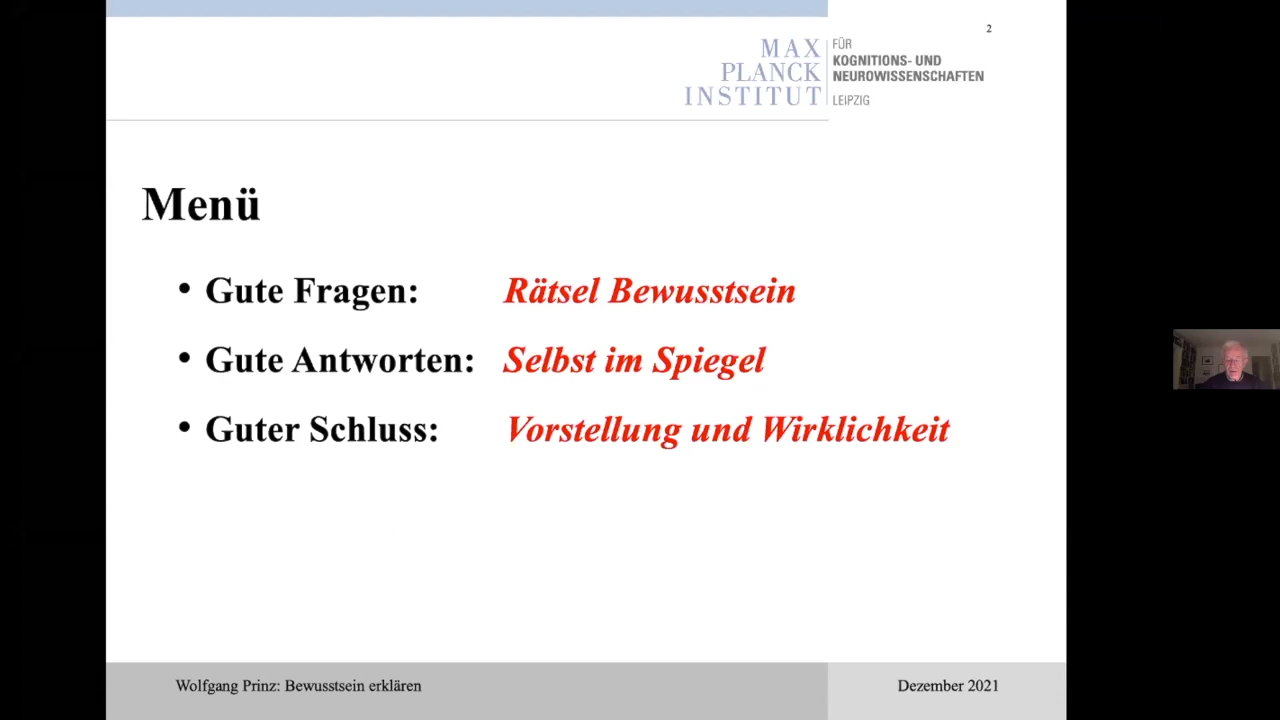 2
MAX
PLANCK
INSTITUT
FÜR
KOGNITIONS- UND
NEUROWISSENSCHAFTEN
LEIPZIG
Menü
• Gute Fragen: Rätsel Bewusstsein
• Gute Antworten: Selbst im Spiegel
• Guter Schluss: Vorstellung und Wirklichkeit
Wolfgang Prinz: Bewusstsein erklären
Dezember 2021